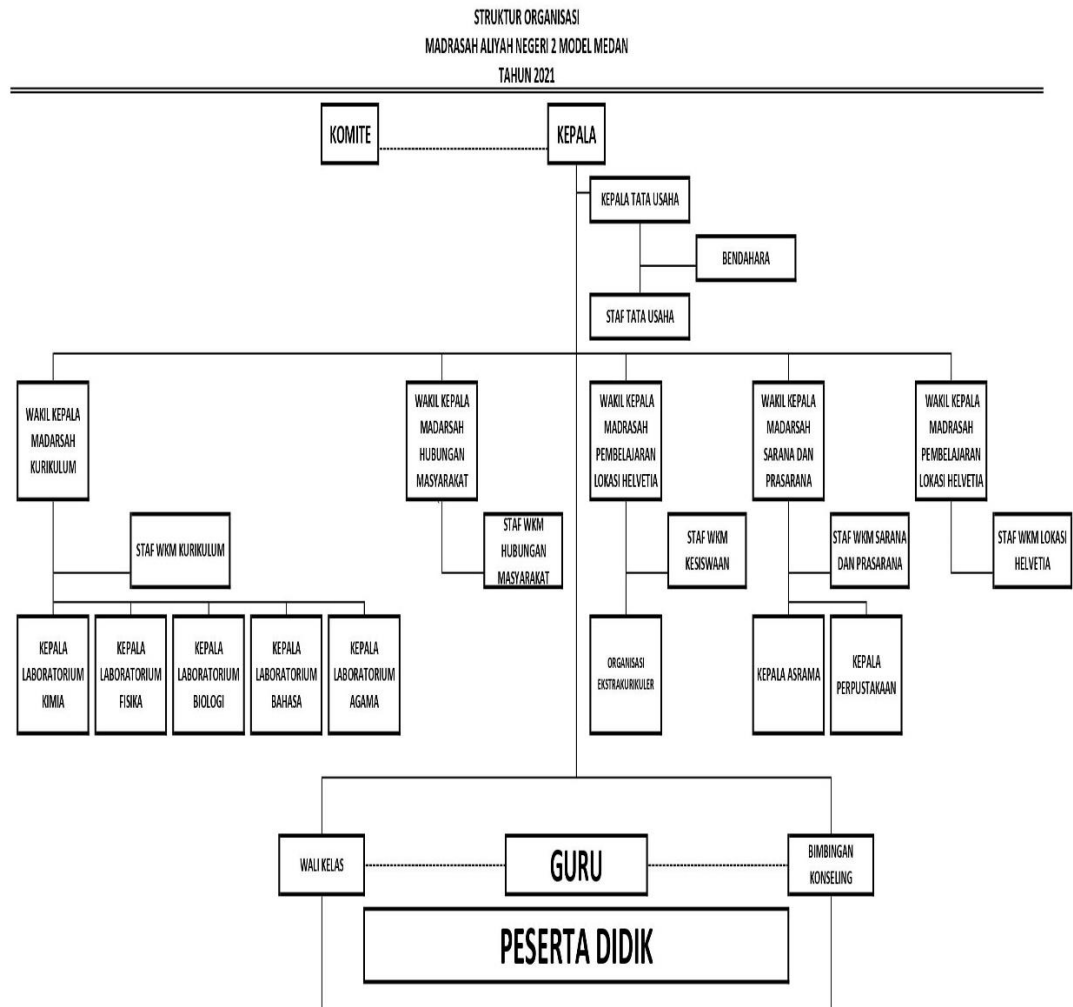 STRUKTUR ORGANISASI
MADRASAH ALIYAH NEGERI 2 MODEL MEDAN
TAHUN 2021
KOMITE
KEPALA
KEPALA TATA USAHA
BENDAHARA
STAF TATA USAHA
WAKIL KEPALA
MADARSAH
KURIKULUM
WAKIL KEPALA
MADARSAH
HUBUNGAN
MASYARAKAT
WAKIL KEPALA
MADRASAH
PEMBELAJARAN
LOKASI HELVETIA
WAKIL KEPALA
MADARSAH
SARANA DAN
PRASARANA
WAKIL KEPALA
MADRASAH
PEMBELAJARAN
LOKASI HELVETIA
STAF WKM KURIKULUM
STAF WKM
HUBUNGAN
MASYARAKAT
STAF WKM
KESISWAAN
STAF WKM SARANA
DAN PRASARANA
STAF WKM LOKASI
HELVETIA
KEPALA
LABORATORIUM
KIMIA
KEPALA
LABORATORIUM
FISIKA
KEPALA
LABORATORIUM
BIOLOGI
KEPALA
LABORATORIUM
BAHASA
KEPALA
LABORATORIUM
AGAMA
ORGANISASI
EKSTRAKURIKULER
KEPALA ASRAMA
KEPALA
PERPUSTAKAAN
WALI KELAS
GURU
BIMBINGAN
KONSELING
PESERTA DIDIK